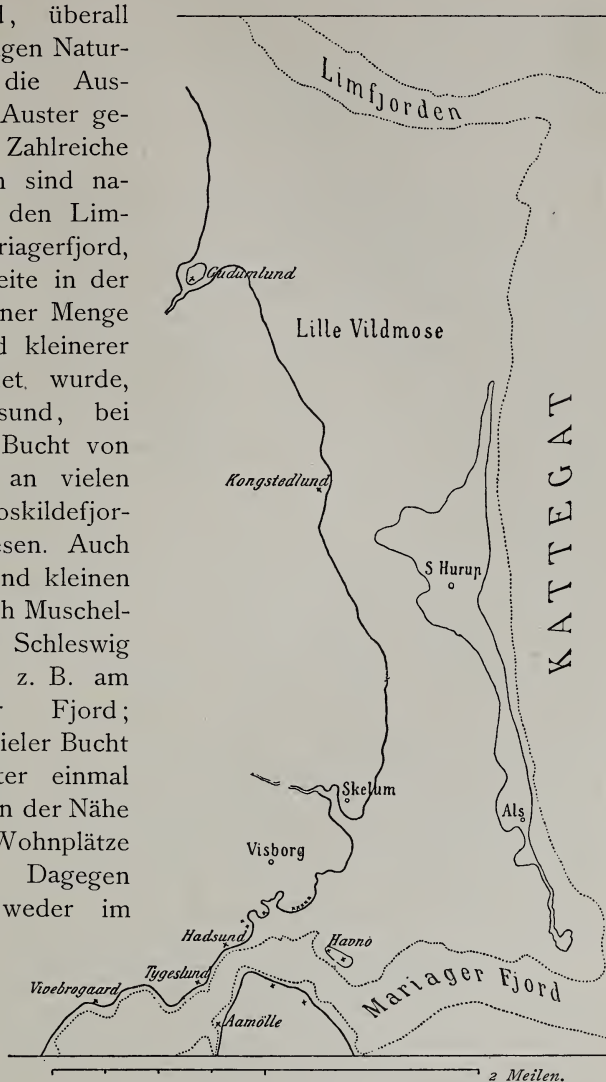 d, überall
gen Natur-
die Aus-
Auster ge-
Zahlreiche
n sind na-
den Lim-
riagerfjord,
eite in der
ner Menge
d kleinerer
et. wurde,
sund, bei
Bucht von
an vielen
oskildefjor-
esen. Auch
nd kleinen
h Muschel-
Schleswig
z. B. am
r Fjord;
ieler Bucht
ter einmal
n der Nähe
Wohnplätze
Dagegen
weder im
Limfjorden
Gudumlund
Lille Vildmose
KATTEGAT
Kongstedlund
S Hurup
Skelum
Als
Visborg
Hadsund
Havnö
Tygeslund
Vivebrogaard
Mariager Fjord
Aamölle
2 Meilen.